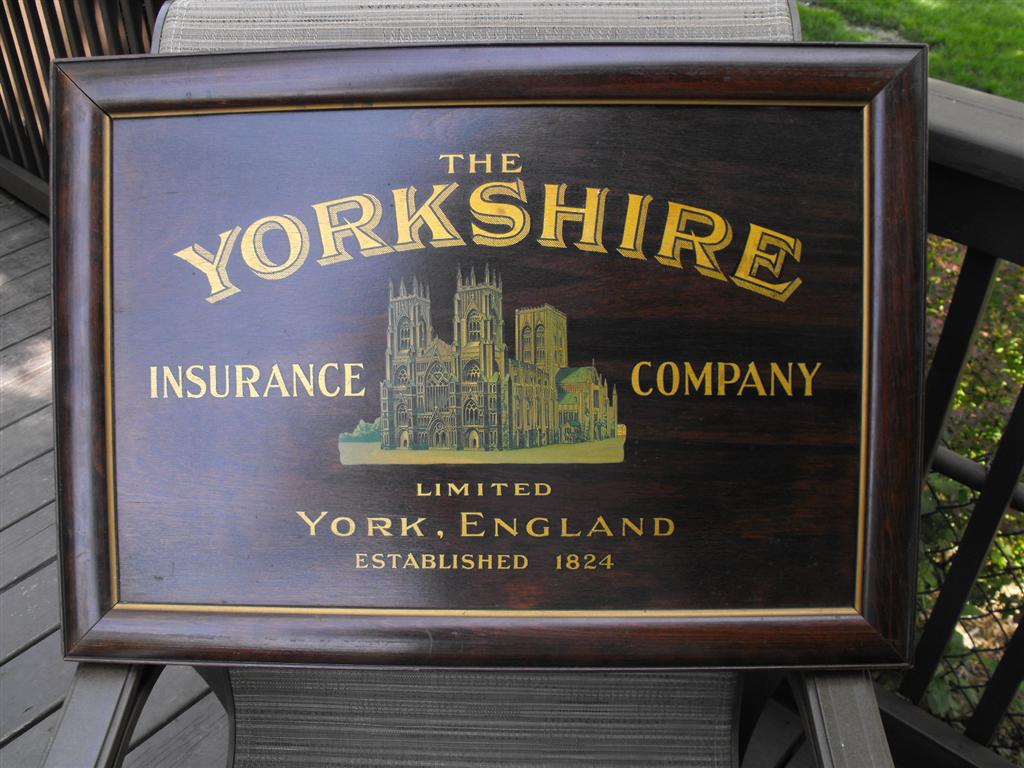 THE
YORKSHIRE
INSURANCE COMPANY
LIMITED
YORK, ENGLAND
ESTABLISHED 1824